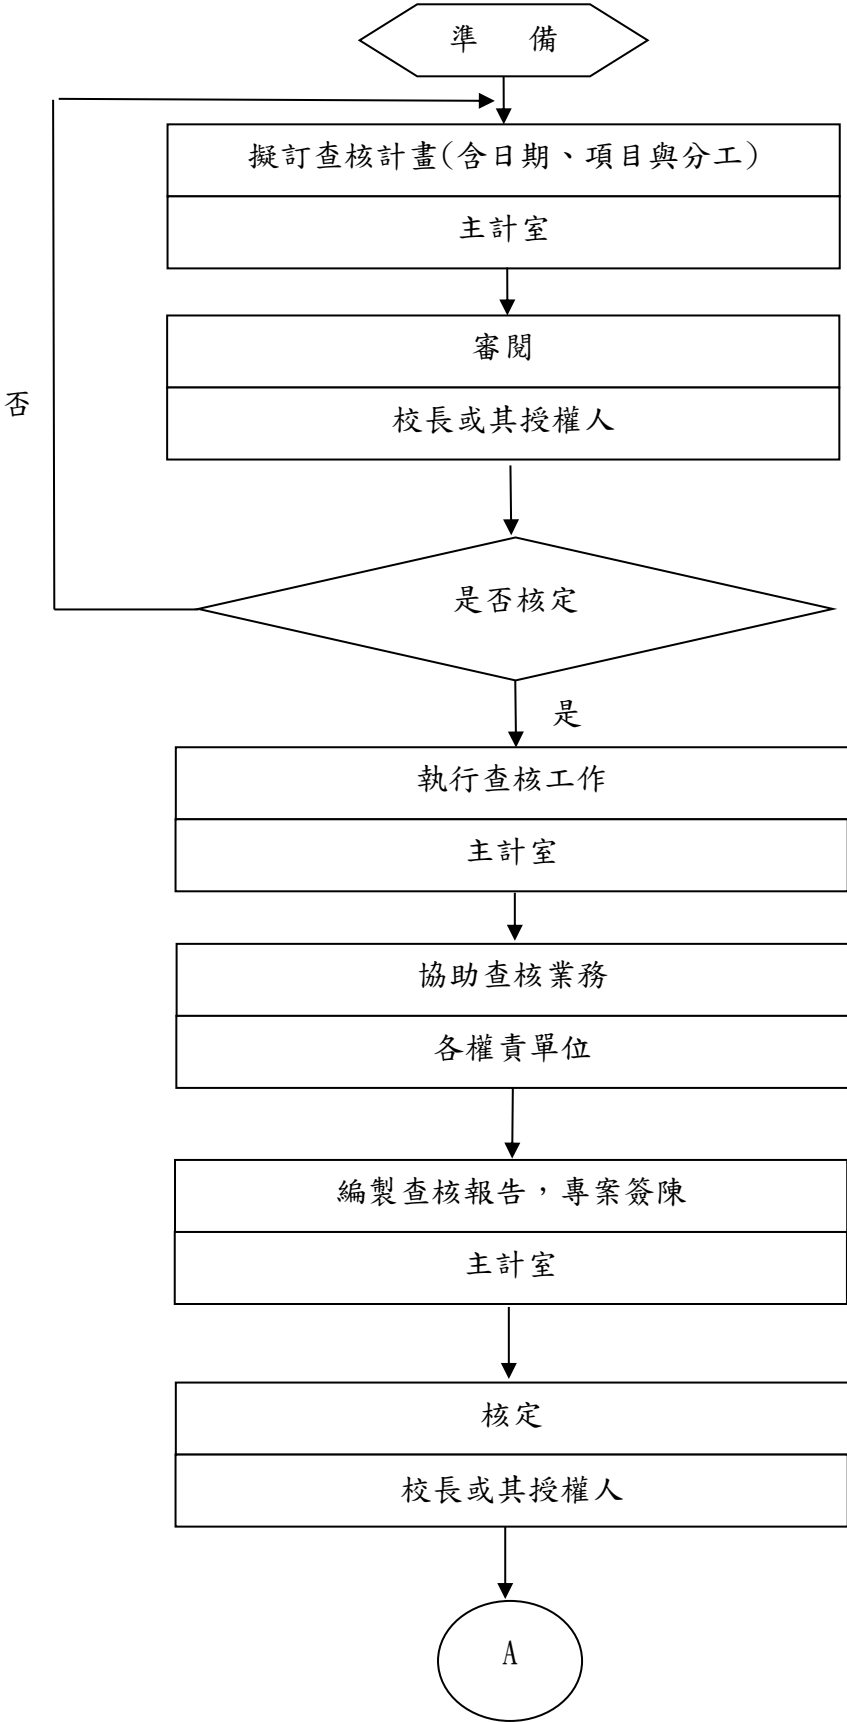 準　備
擬訂查核計畫(含日期、項目與分工)
主計室
審閱
校長或其授權人
否
是否核定
是
執行查核工作
主計室
協助查核業務
各權責單位
編製查核報告，專案簽陳
主計室
核定
校長或其授權人
A